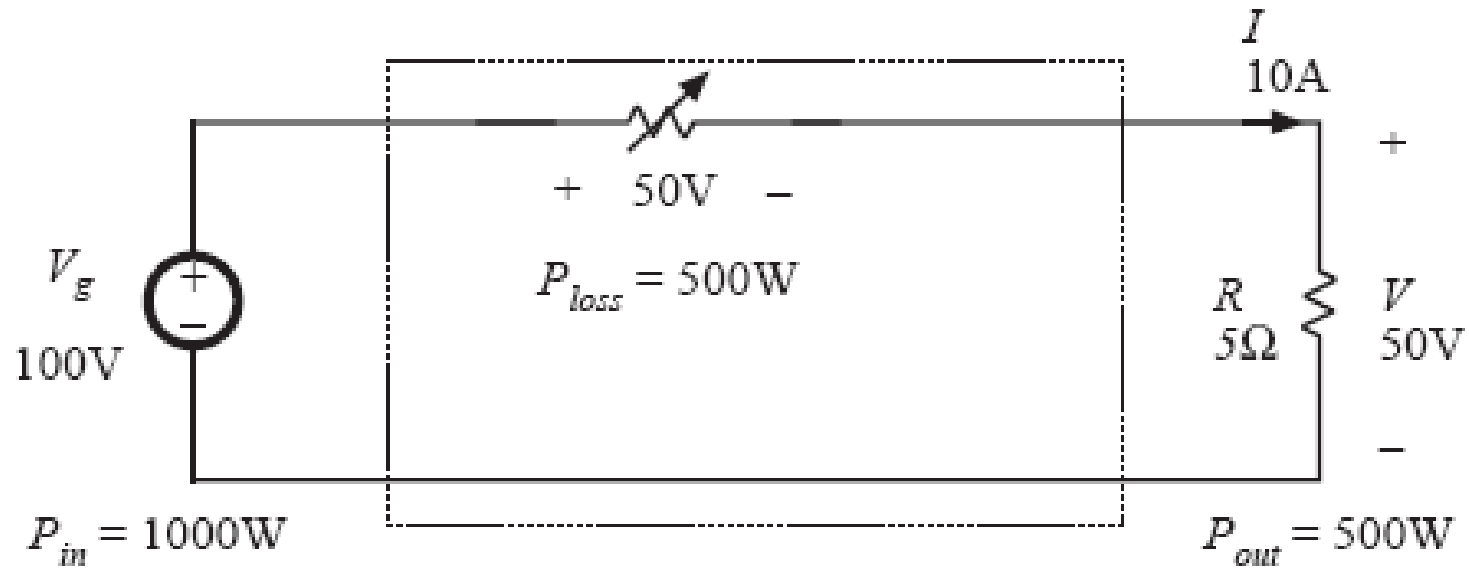 I
10A
+ 50V –
P_loss = 500W
V_g
+
–
100V
P_in = 1000W
R
5Ω
+
V
50V
–
P_out = 500W